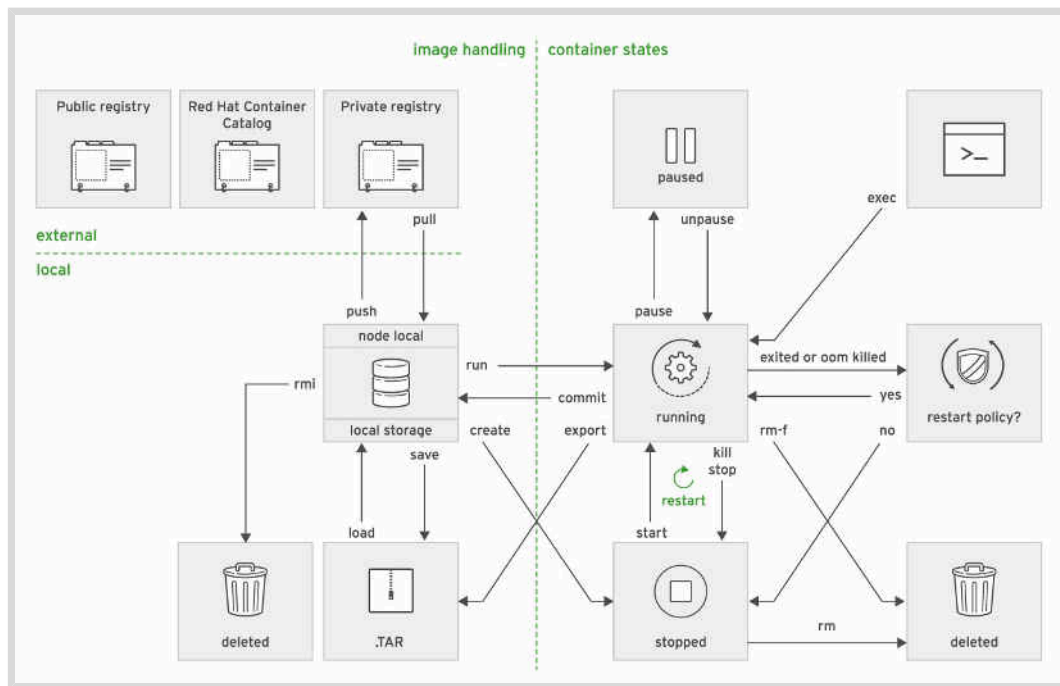 image handling
container states
Public registry
Red Hat Container
Catalog
Private registry
>_
paused
exec
pull
unpause
external
local
push
pause
node local
run
exited or oom killed
rmi
commit
yes
local storage
running
restart policy?
create
export
rm-f
no
save
kill
stop
restart
load
start
deleted
.TAR
stopped
rm
deleted